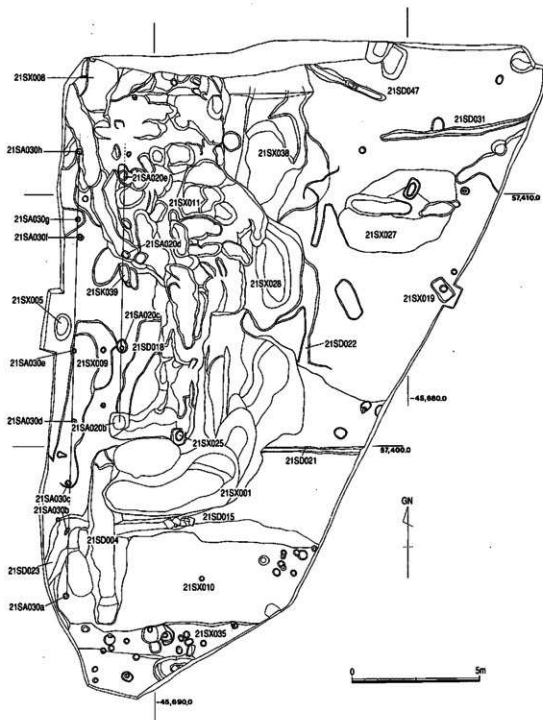 21SX008
21SD047
21SD031
21SA030h
21SX038
21SA020e
21SX011
57,410.0
21SA030g
21SA030f
21SX027
21SA020d
21SK039
21SX028
21SX019
21SX005
21SA020c
21SD018
21SD022
21SA030e
21SX009
-45,680.0
21SA030d
21SA020b
21SX025
57,400.0
21SD021
21SX001
21SA030c
21SA030b
GN
21SD015
21SD004
21SD023
21SX010
21SA030a
21SX035
0
5m
-45,690.0